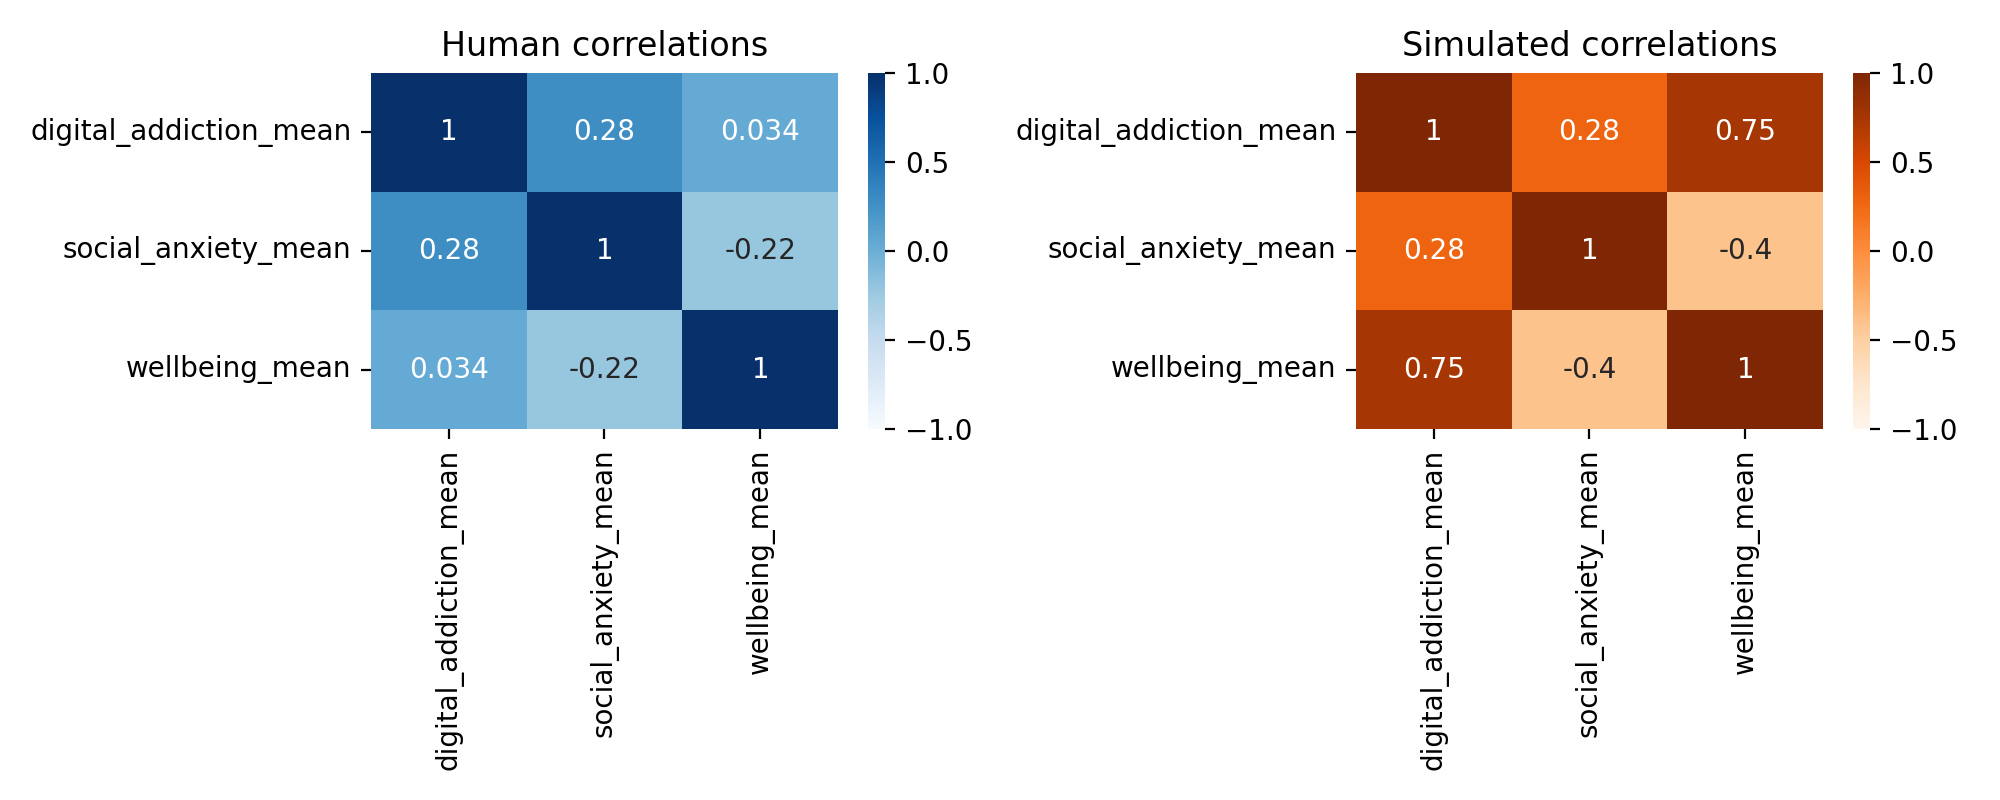 Human correlations
digital_addiction_mean
social_anxiety_mean
wellbeing_mean
1 0.28 0.034
0.28 1 -0.22
0.034 -0.22 1
digital_addiction_mean
social_anxiety_mean
wellbeing_mean
1.0
0.5
0.0
−0.5
−1.0
Simulated correlations
digital_addiction_mean
social_anxiety_mean
wellbeing_mean
1 0.28 0.75
0.28 1 -0.4
0.75 -0.4 1
digital_addiction_mean
social_anxiety_mean
wellbeing_mean
1.0
0.5
0.0
−0.5
−1.0